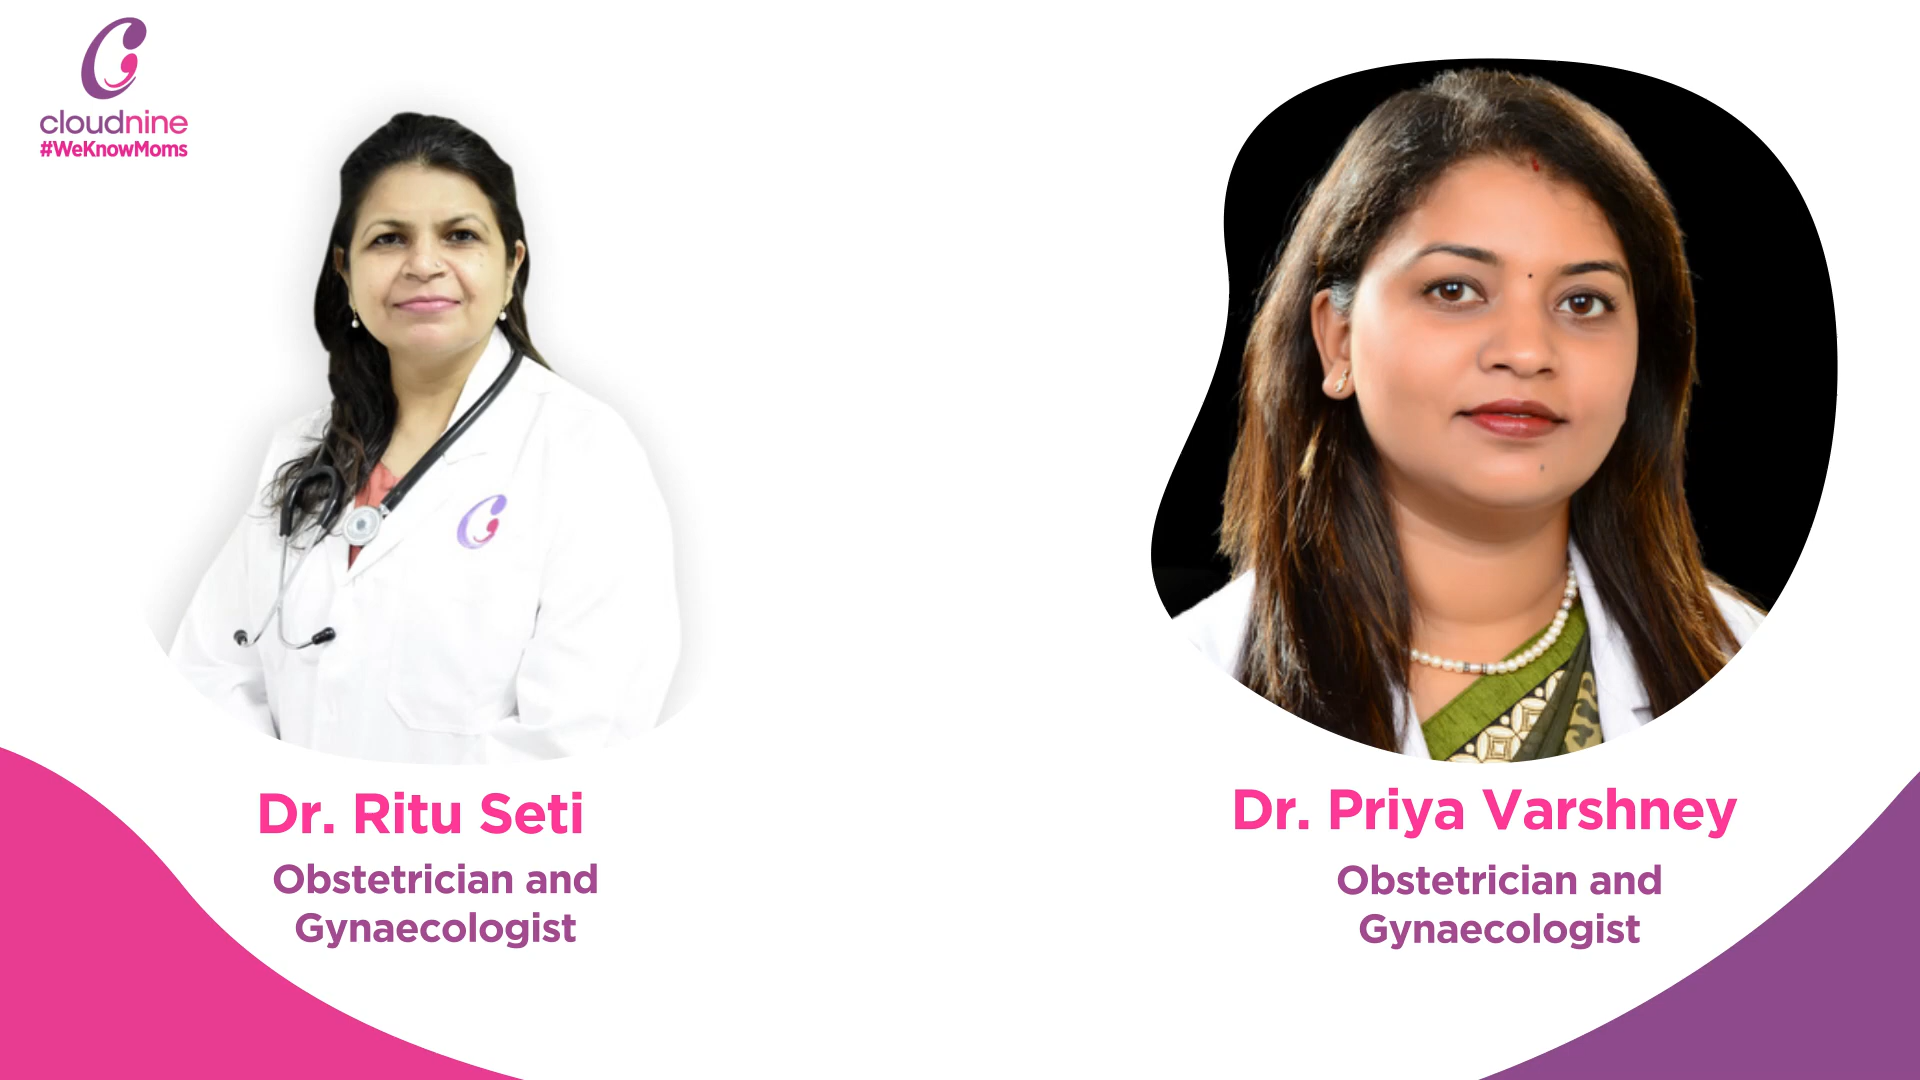 cloudnine
#WeKnowMoms
Dr. Ritu Seti
Obstetrician and
Gynaecologist
Dr. Priya Varshney
Obstetrician and
Gynaecologist